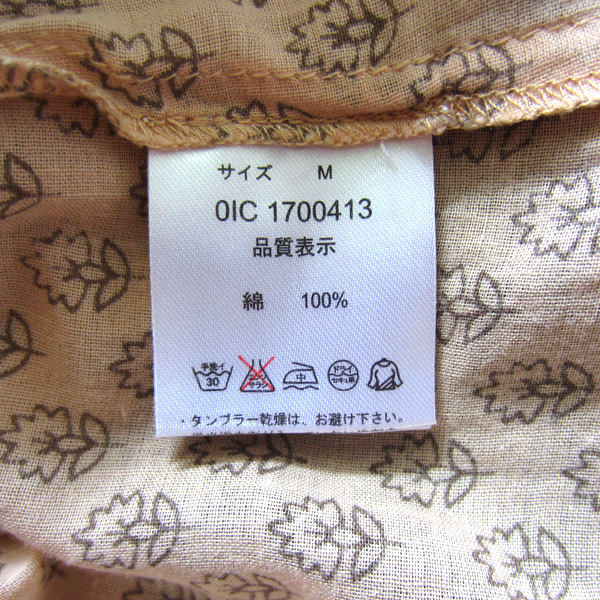 サイズ M
0IC 1700413
品質表示
綿 100%
手洗イ 30 エンソサラシ 中 ドライ セキユ系
・タンブラー乾燥は、お避け下さい。